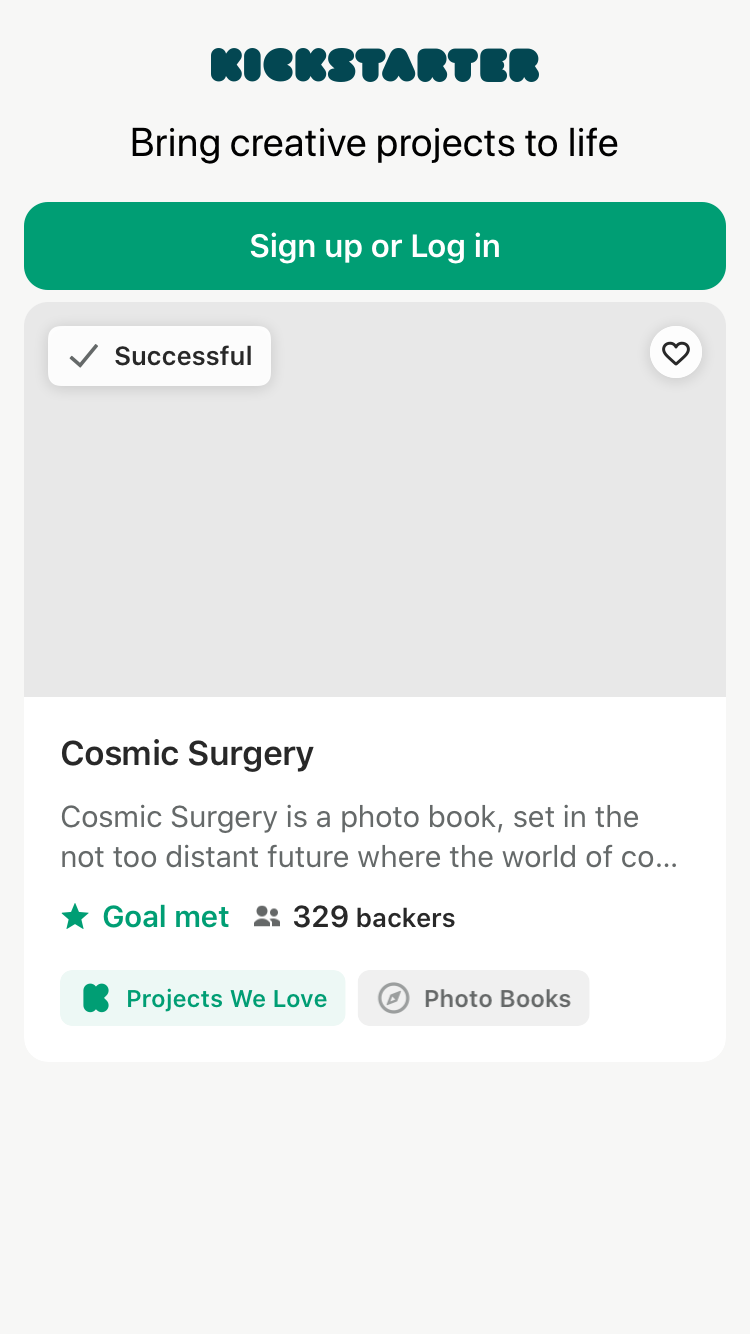 KICKSTARTER
Bring creative projects to life
Sign up or Log in
Successful
Cosmic Surgery
Cosmic Surgery is a photo book, set in the
not too distant future where the world of co...
Goal met 329 backers
Projects We Love Photo Books